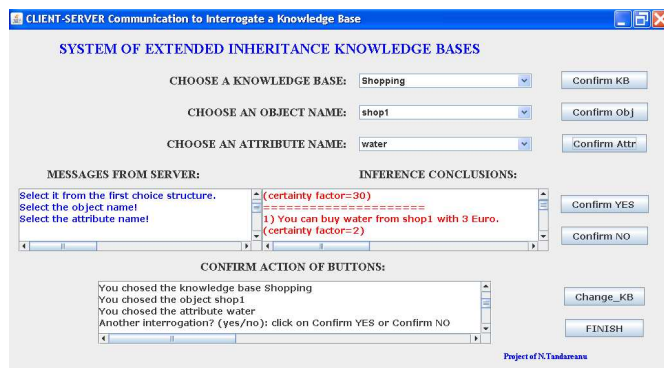 CLIENT-SERVER Communication to Interrogate a Knowledge Base
SYSTEM OF EXTENDED INHERITANCE KNOWLEDGE BASES
CHOOSE A KNOWLEDGE BASE: Shopping Confirm KB
CHOOSE AN OBJECT NAME: shop1 Confirm Obj
CHOOSE AN ATTRIBUTE NAME: water Confirm Attr
MESSAGES FROM SERVER: INFERENCE CONCLUSIONS:
Select it from the first choice structure.
Select the object name!
Select the attribute name!
(certainty factor=30)
======================
1) You can buy water from shop1 with 3 Euro.
(certainty factor=2)
Confirm YES
Confirm NO
CONFIRM ACTION OF BUTTONS:
You chosed the knowledge base Shopping
You chosed the object shop1
You chosed the attribute water
Another interrogation? (yes/no): click on Confirm YES or Confirm NO
Change_KB
FINISH
Project of N.Tandareanu